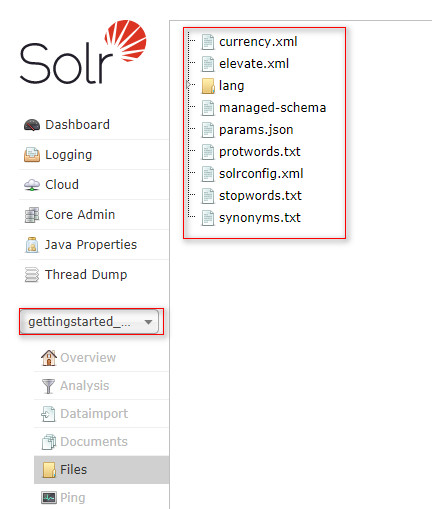 Solr
Dashboard
Logging
Cloud
Core Admin
Java Properties
Thread Dump
gettingstarted_...
Overview
Analysis
Dataimport
Documents
Files
Ping
currency.xml
elevate.xml
lang
managed-schema
params.json
protwords.txt
solrconfig.xml
stopwords.txt
synonyms.txt